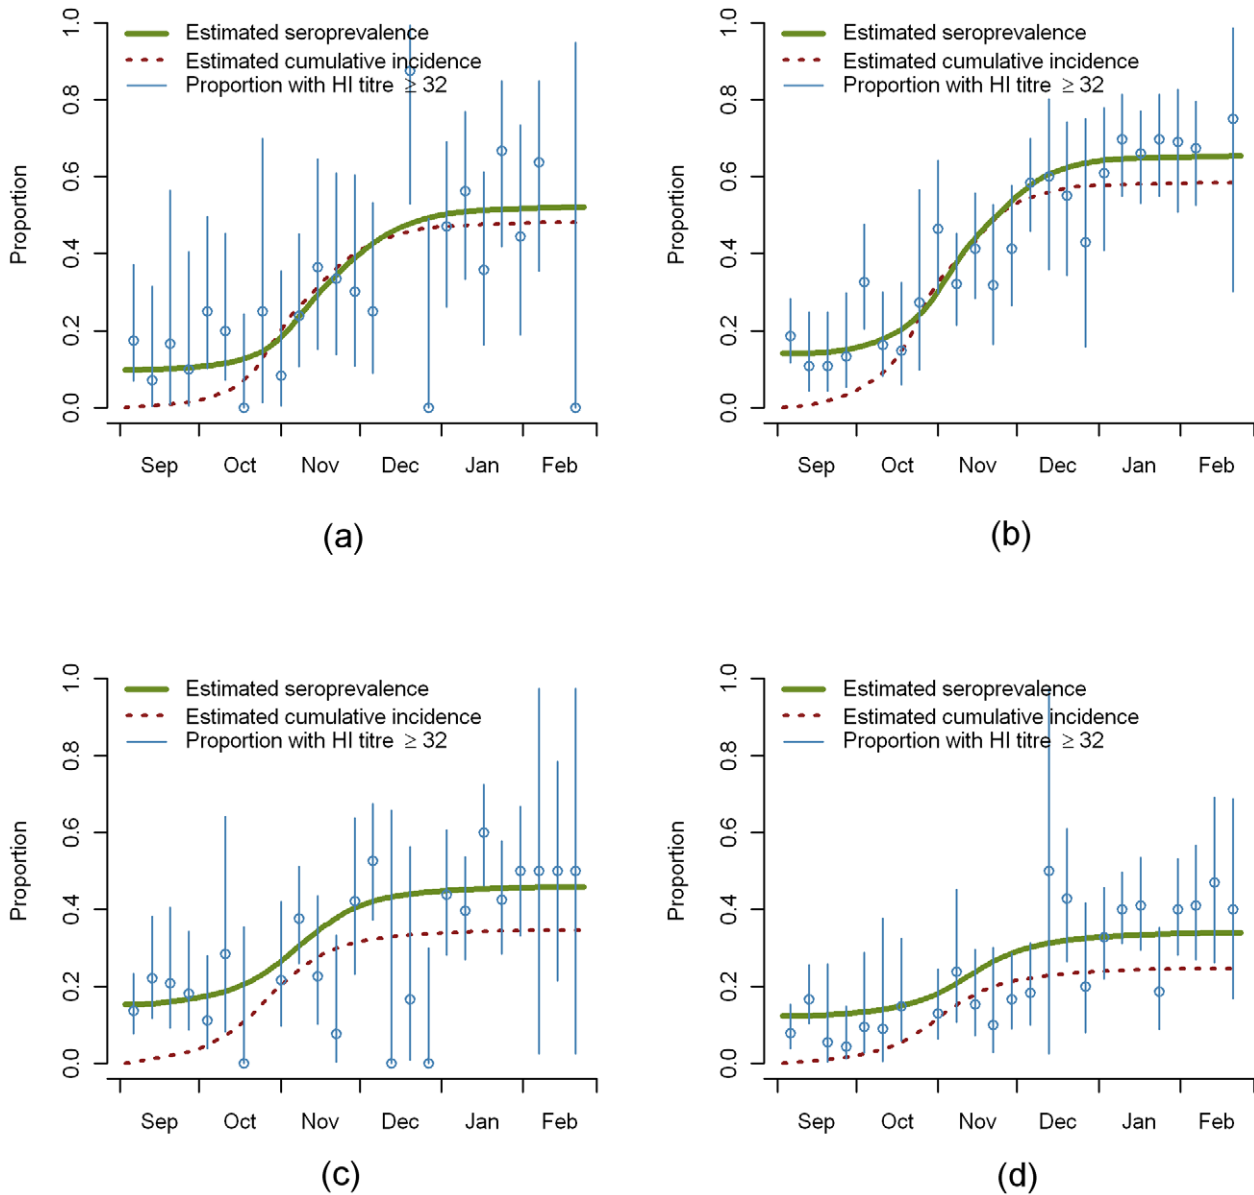 Estimated seroprevalence
Estimated cumulative incidence
Proportion with HI titre ≥ 32
Proportion
0.0 0.2 0.4 0.6 0.8 1.0
Sep Oct Nov Dec Jan Feb
(a)
Estimated seroprevalence
Estimated cumulative incidence
Proportion with HI titre ≥ 32
Proportion
0.0 0.2 0.4 0.6 0.8 1.0
Sep Oct Nov Dec Jan Feb
(b)
Estimated seroprevalence
Estimated cumulative incidence
Proportion with HI titre ≥ 32
Proportion
0.0 0.2 0.4 0.6 0.8 1.0
Sep Oct Nov Dec Jan Feb
(c)
Estimated seroprevalence
Estimated cumulative incidence
Proportion with HI titre ≥ 32
Proportion
0.0 0.2 0.4 0.6 0.8 1.0
Sep Oct Nov Dec Jan Feb
(d)